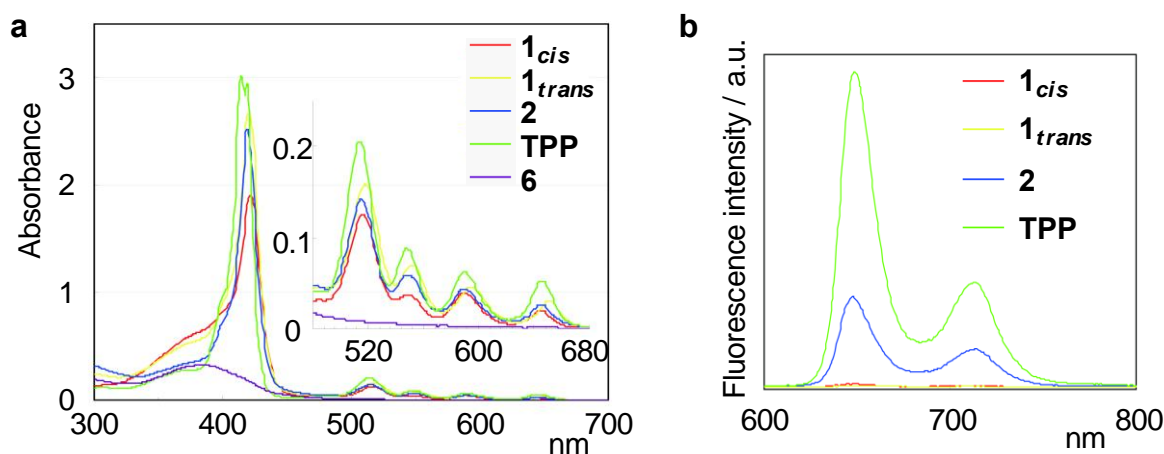 a
Absorbance
3
2
1
0
300
400
500
600
700
nm
1cis
1trans
2
TPP
6
0.2
0.1
0
520
600
680
b
Fluorescence intensity / a.u.
1cis
1trans
2
TPP
600
700
800
nm